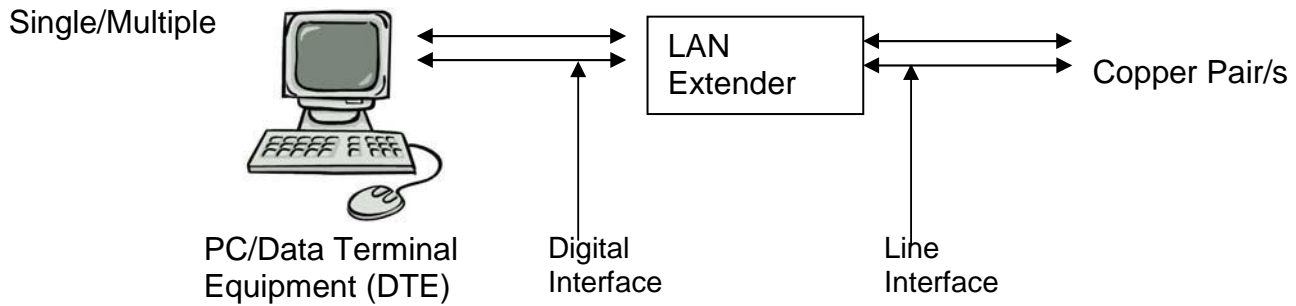 Single/Multiple
LAN
Extender
Copper Pair/s
PC/Data Terminal
Equipment (DTE)
Digital
Interface
Line
Interface